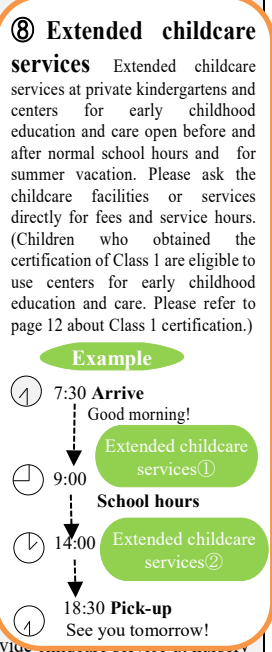 ⑧ Extended childcare
services Extended childcare
services at private kindergartens and
centers for early childhood
education and care open before and
after normal school hours and for
summer vacation. Please ask the
childcare facilities or services
directly for fees and service hours.
(Children who obtained the
certification of Class 1 are eligible to
use centers for early childhood
education and care. Please refer to
page 12 about Class 1 certification.)
Example
7:30 Arrive
Good morning!
Extended childcare
services①
9:00
School hours
14:00
Extended childcare
services②
18:30 Pick-up
See you tomorrow!